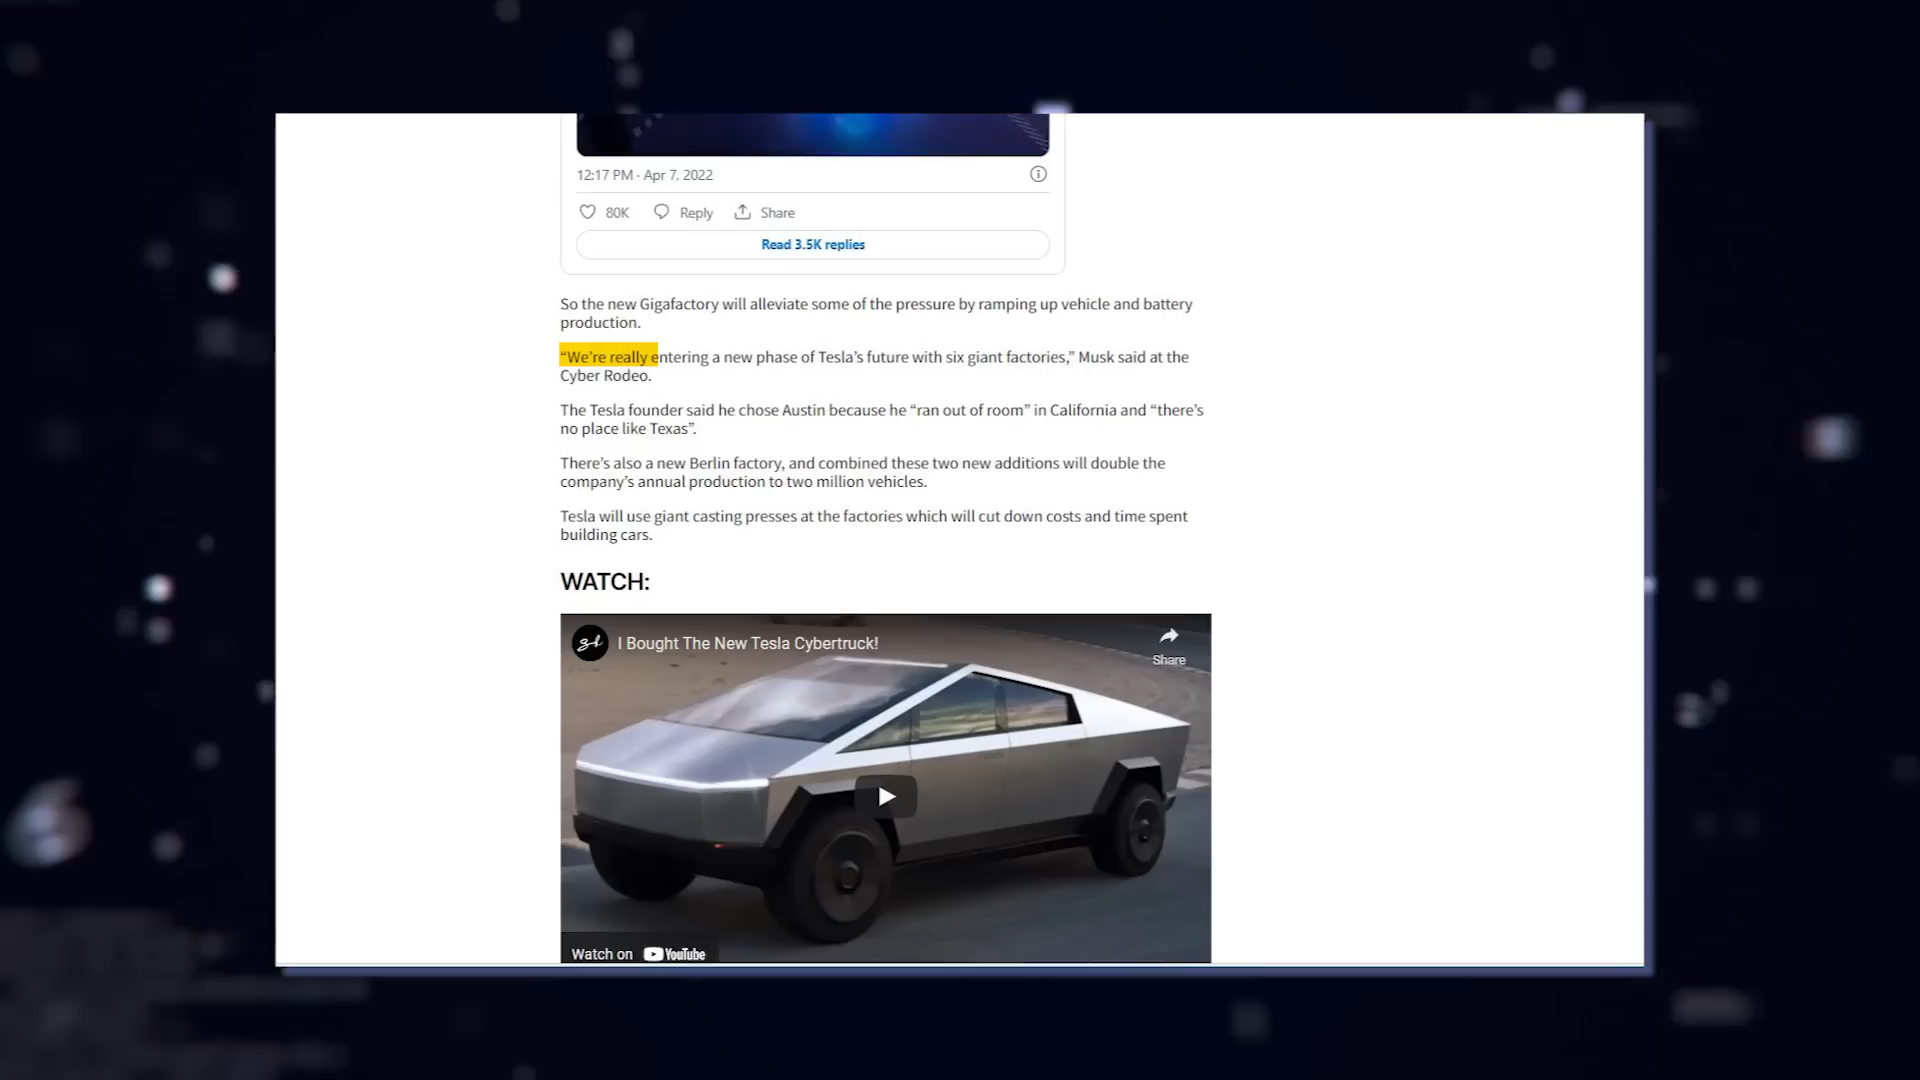 12:17 PM · Apr 7, 2022
80K Reply Share
Read 3.5K replies
So the new Gigafactory will alleviate some of the pressure by ramping up vehicle and battery
production.
“We’re really entering a new phase of Tesla’s future with six giant factories,” Musk said at the
Cyber Rodeo.
The Tesla founder said he chose Austin because he “ran out of room” in California and “there’s
no place like Texas”.
There’s also a new Berlin factory, and combined these two new additions will double the
company’s annual production to two million vehicles.
Tesla will use giant casting presses at the factories which will cut down costs and time spent
building cars.
WATCH:
I Bought The New Tesla Cybertruck!
Share
Watch on YouTube